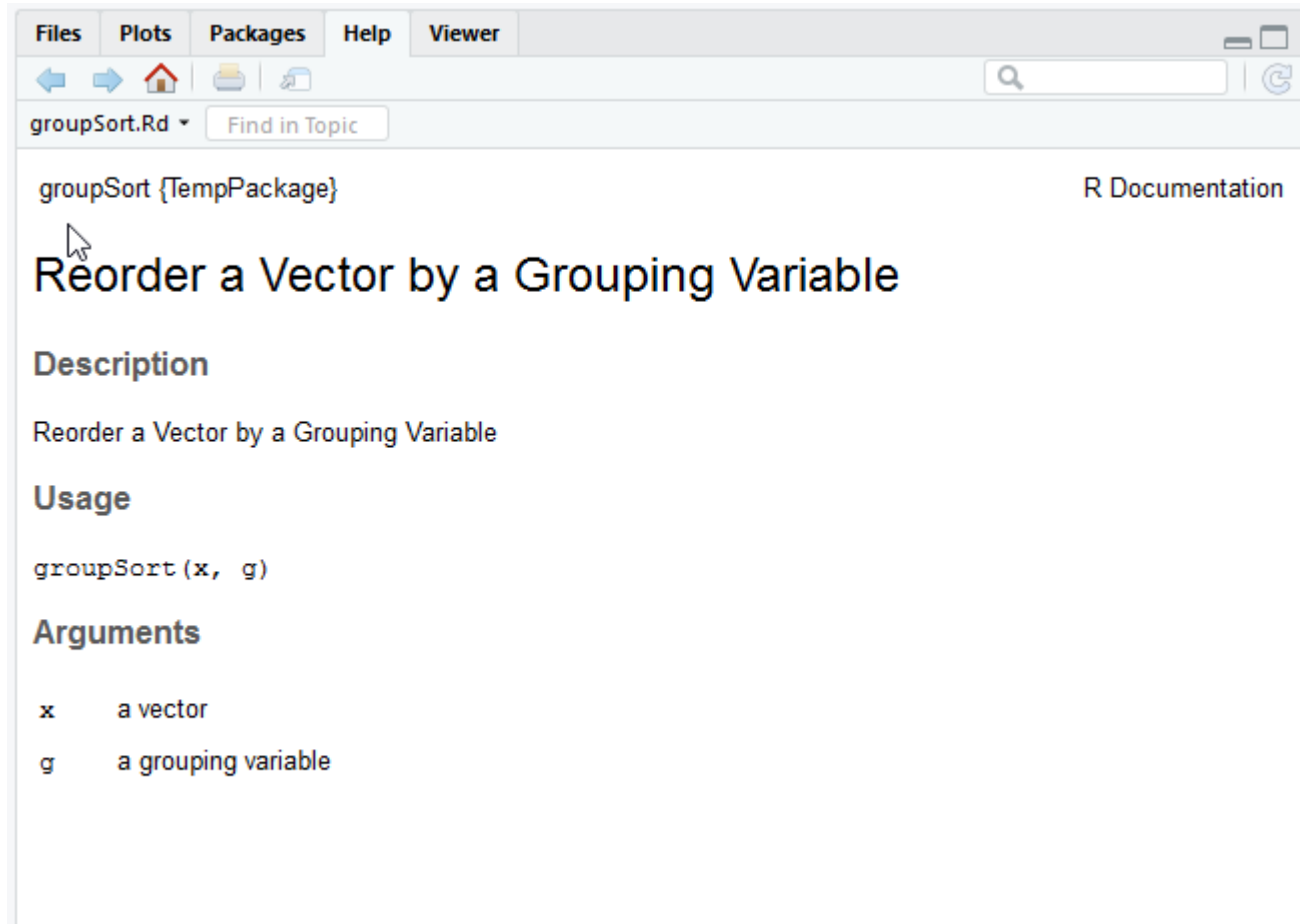 Files Plots Packages Help Viewer
groupSort.Rd Find in Topic
groupSort {TempPackage} R Documentation
Reorder a Vector by a Grouping Variable
Description
Reorder a Vector by a Grouping Variable
Usage
groupSort(x, g)
Arguments
x a vector
g a grouping variable